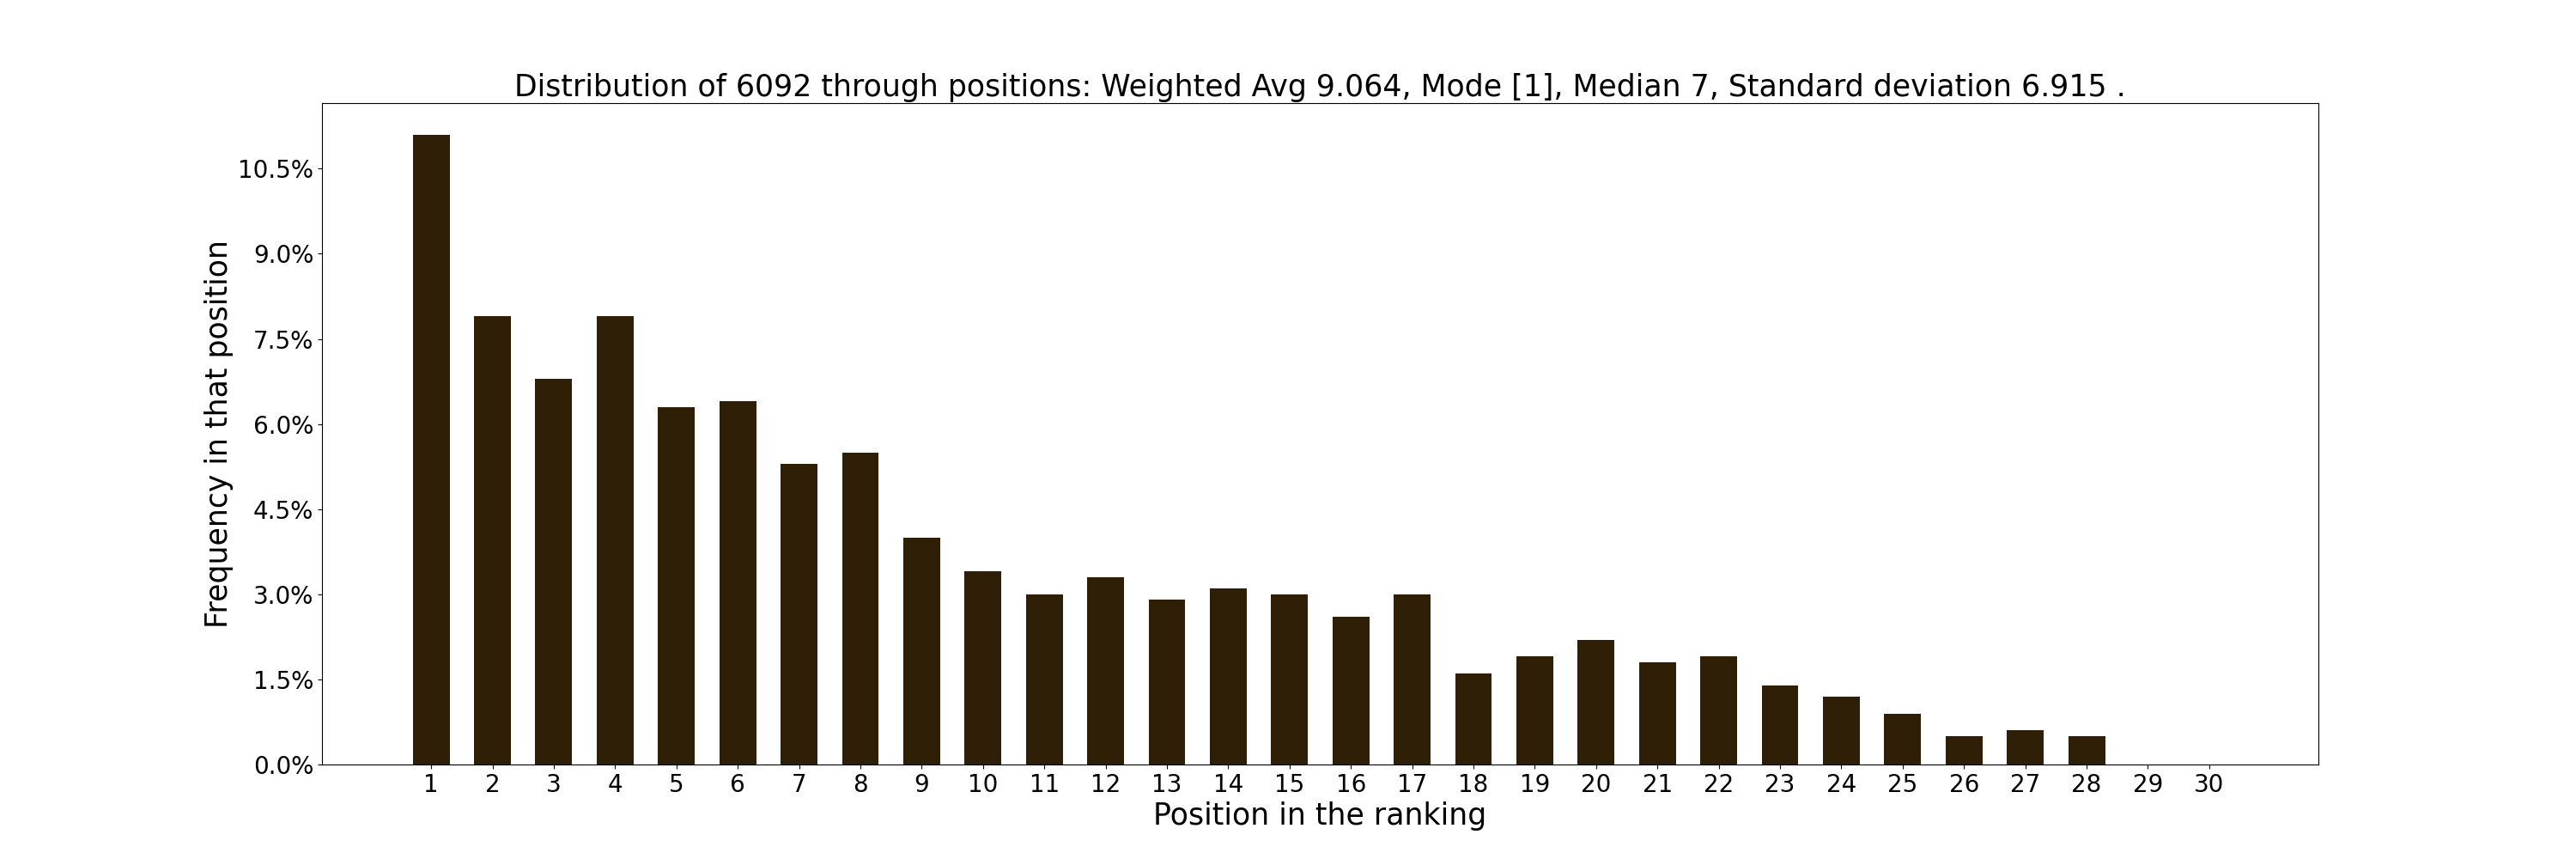 Distribution of 6092 through positions: Weighted Avg 9.064, Mode [1], Median 7, Standard deviation 6.915 .
Frequency in that position
10.5%
9.0%
7.5%
6.0%
4.5%
3.0%
1.5%
0.0%
1 2 3 4 5 6 7 8 9 10 11 12 13 14 15 16 17 18 19 20 21 22 23 24 25 26 27 28 29 30
Position in the ranking